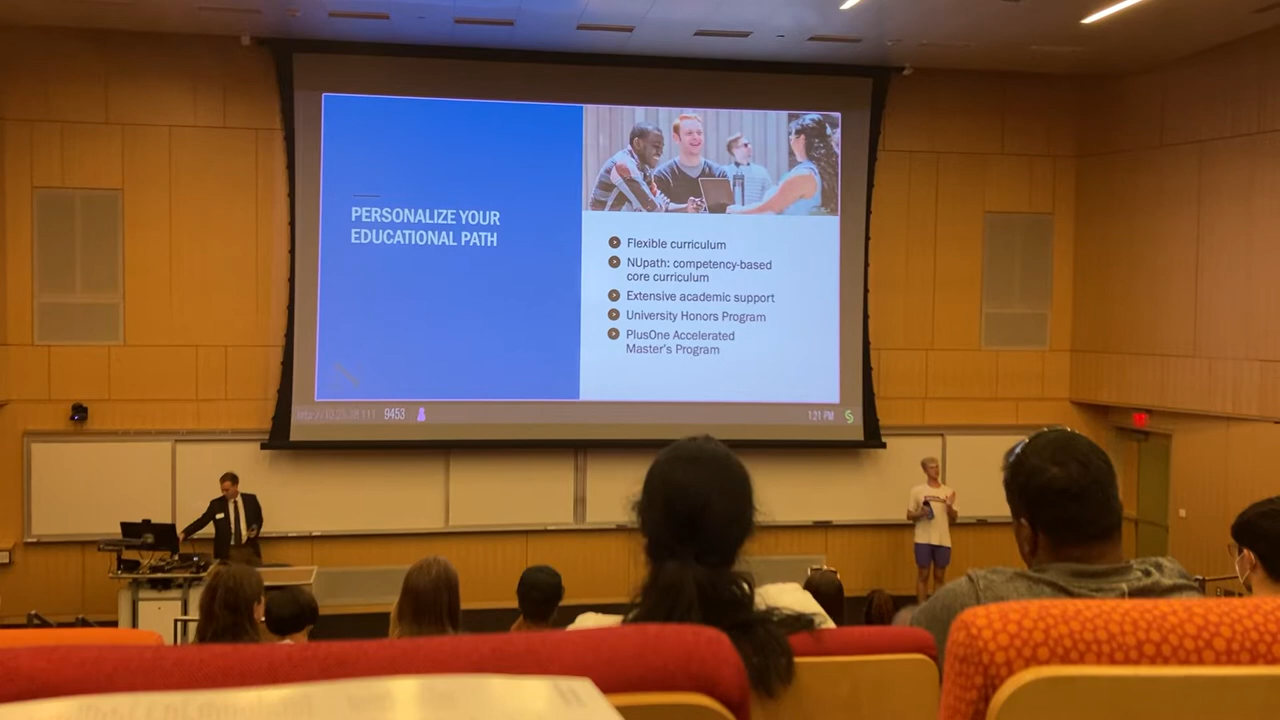 PERSONALIZE YOUR
EDUCATIONAL PATH
Flexible curriculum
NUpath: competency-based
core curriculum
Extensive academic support
University Honors Program
PlusOne Accelerated
Master's Program
9453
1:21 PM